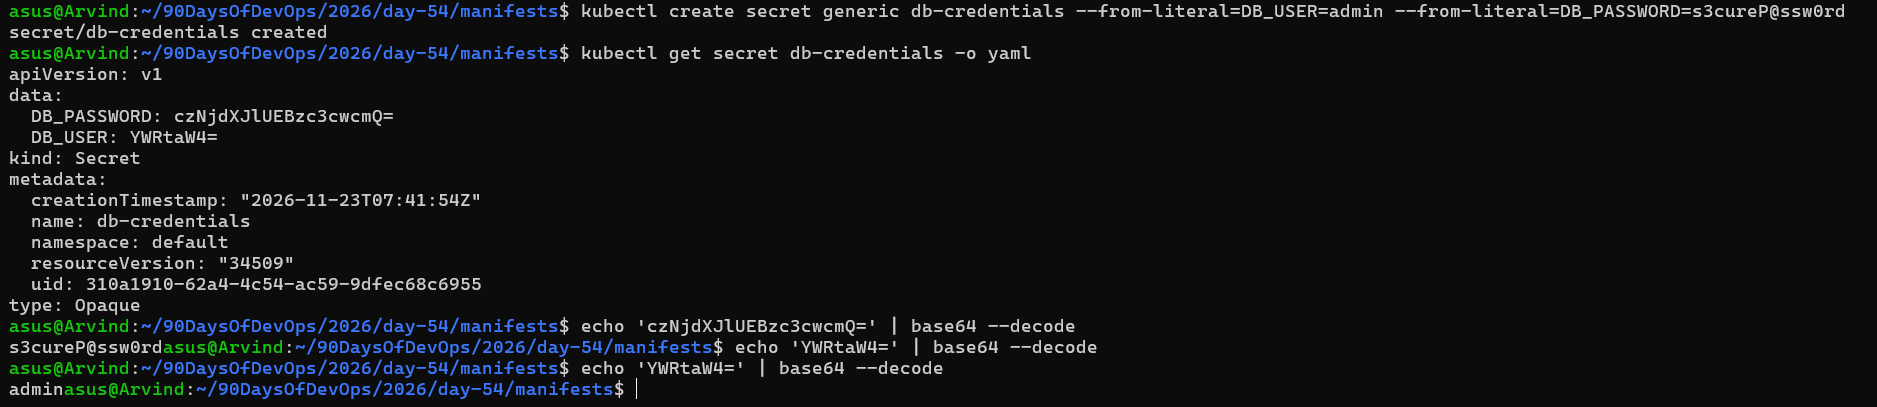 asus@Arvind:~/90DaysOfDevOps/2026/day-54/manifests$ kubectl create secret generic db-credentials --from-literal=DB_USER=admin --from-literal=DB_PASSWORD=s3cureP@ssw0rd
secret/db-credentials created
asus@Arvind:~/90DaysOfDevOps/2026/day-54/manifests$ kubectl get secret db-credentials -o yaml
apiVersion: v1
data:
  DB_PASSWORD: czNjdXJlUEBzc3cwcmQ=
  DB_USER: YWRtaW4=
kind: Secret
metadata:
  creationTimestamp: "2026-11-23T07:41:54Z"
  name: db-credentials
  namespace: default
  resourceVersion: "34509"
  uid: 310a1910-62a4-4c54-ac59-9dfec68c6955
type: Opaque
asus@Arvind:~/90DaysOfDevOps/2026/day-54/manifests$ echo 'czNjdXJlUEBzc3cwcmQ=' | base64 --decode
s3cureP@ssw0rdasus@Arvind:~/90DaysOfDevOps/2026/day-54/manifests$ echo 'YWRtaW4=' | base64 --decode
asus@Arvind:~/90DaysOfDevOps/2026/day-54/manifests$ echo 'YWRtaW4=' | base64 --decode
adminasus@Arvind:~/90DaysOfDevOps/2026/day-54/manifests$